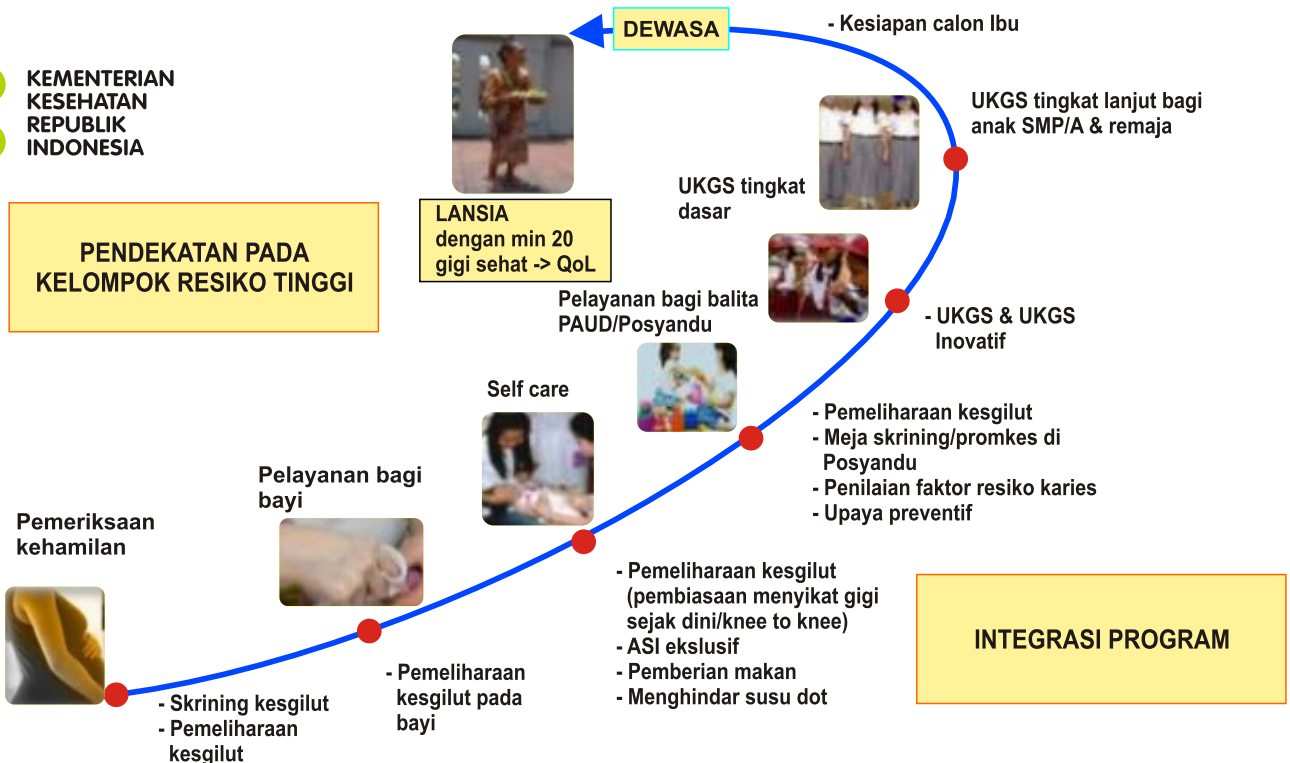 KEMENTERIAN
KESEHATAN
REPUBLIK
INDONESIA
PENDEKATAN PADA
KELOMPOK RESIKO TINGGI
DEWASA
- Kesiapan calon Ibu
UKGS tingkat lanjut bagi
anak SMP/A & remaja
LANSIA
dengan min 20
gigi sehat -> QoL
UKGS tingkat
dasar
- UKGS & UKGS
Inovatif
Pelayanan bagi balita
PAUD/Posyandu
- Pemeliharaan kesgilut
- Meja skrining/promkes di
Posyandu
- Penilaian faktor resiko karies
- Upaya preventif
Self care
- Pemeliharaan kesgilut
(pembiasaan menyikat gigi
sejak dini/knee to knee)
- ASI ekslusif
- Pemberian makan
- Menghindar susu dot
Pelayanan bagi
bayi
- Pemeliharaan
kesgilut pada
bayi
Pemeriksaan
kehamilan
- Skrining kesgilut
- Pemeliharaan
kesgilut
INTEGRASI PROGRAM